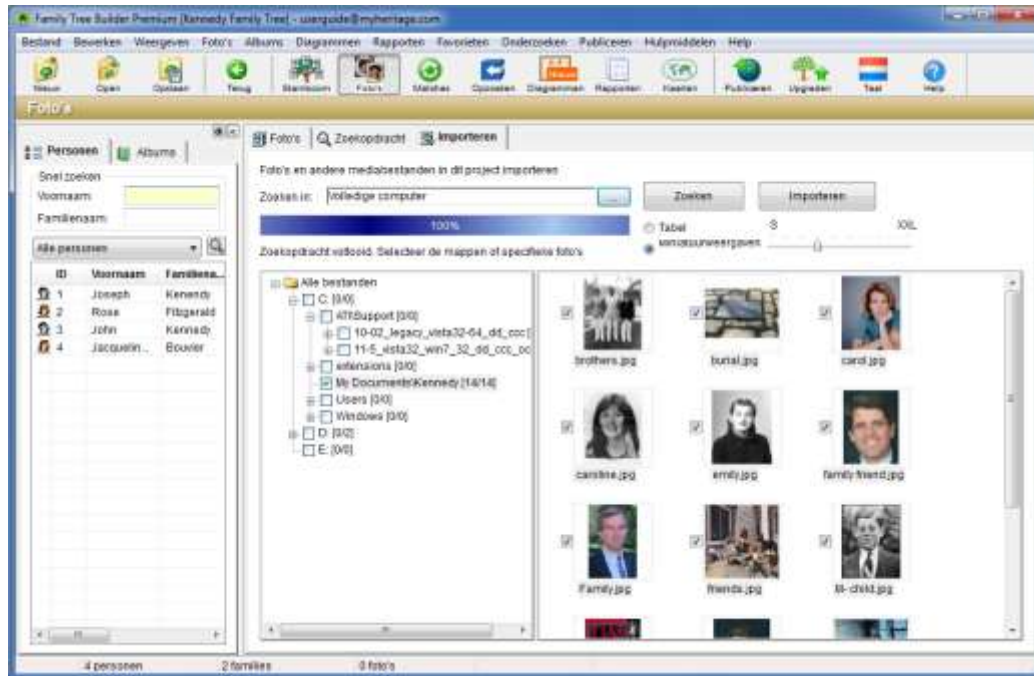 Family Tree Builder Premium [Kennedy Family Tree] - userguide@myheritage.com
Bestand Bewerken Weergeven Foto's Albums Diagrammen Rapporten Favorieten Onderzoeken Publiceren Hulpmiddelen Help
Nieuw Open Opslaan Terug Stamboom Foto's Matches Opzoeken Diagrammen Rapporten Kaarten Publiceren Upgraden Taal Help
Foto's
Personen Albums
Foto's Zoekopdracht Importeren
Snel zoeken
Voornaam:
Familienaam:
Alle personen
ID Voornaam Familiena...
1 Joseph Kenendy
2 Rose Fitzgerald
3 John Kennedy
4 Jacquelin... Bouvier
Foto's en andere mediabestanden in dit project importeren
Zoeken in: Volledige computer ... Zoeken Importeren
100%
Tabel
Miniatuurweergaven
S XXL
Zoekopdracht voltooid. Selecteer de mappen of specifieke foto's
Alle bestanden
C: [0/0]
ATI\Support [0/0]
10-02_legacy_vista32-64_dd_ccc [
11-5_vista32_win7_32_dd_ccc_oc
extensions [0/0]
My Documents\Kennedy [14/14]
Users [0/0]
Windows [0/0]
D: [0/2]
E: [0/0]
brothers.jpg burial.jpg carol.jpg
caroline.jpg emily.jpg family friend.jpg
Family.jpg friends.jpg
4 personen 2 families 0 foto's